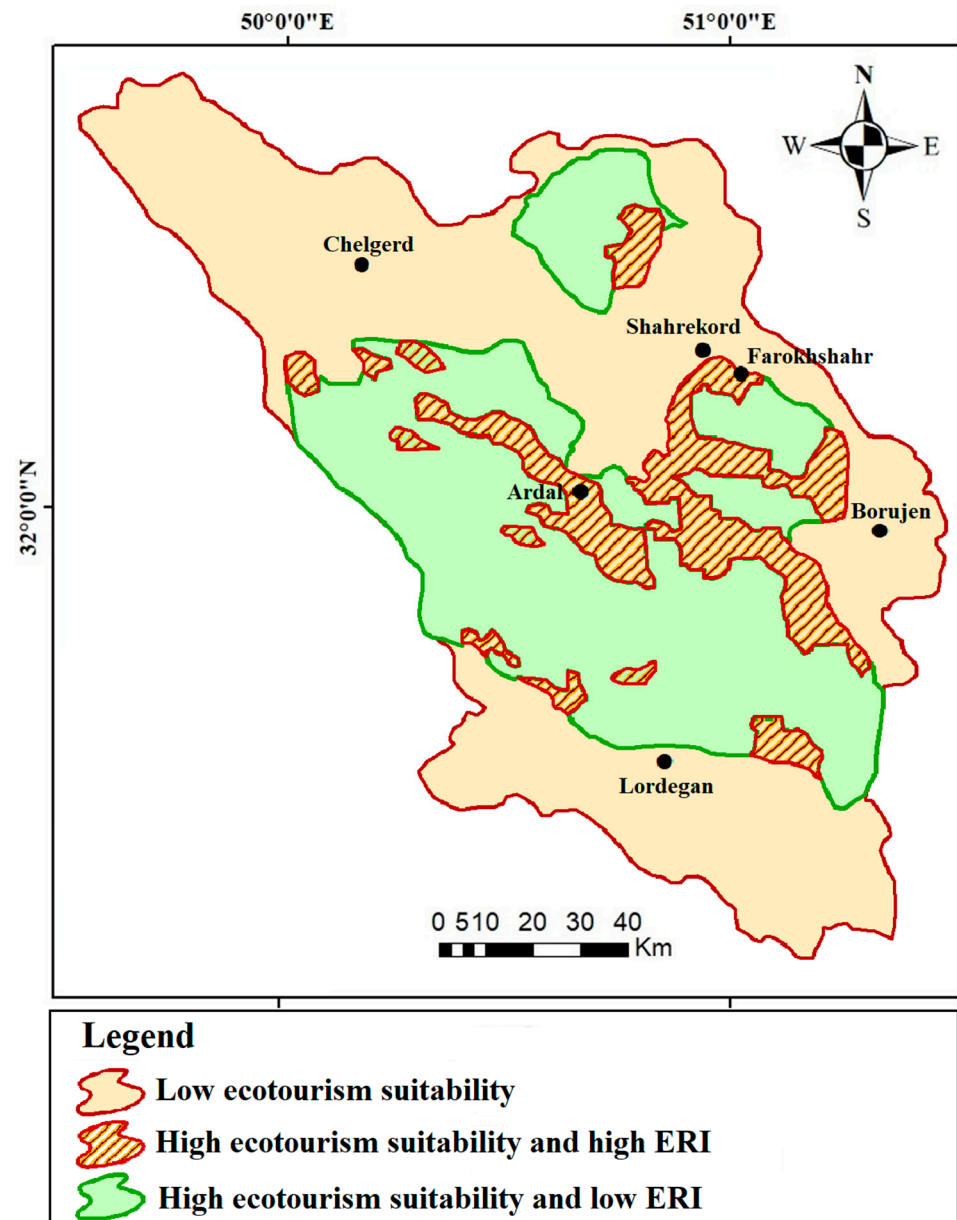 50°0'0"E
51°0'0"E
N
W
E
S
Chelgerd
Shahrekord
Farokhshahr
32°0'0"N
Ardal
Borujen
Lordegan
0 5 10 20 30 40
Km
Legend
Low ecotourism suitability
High ecotourism suitability and high ERI
High ecotourism suitability and low ERI